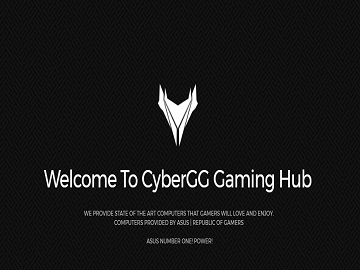 Welcome To CyberGG Gaming Hub
WE PROVIDE STATE OF THE ART COMPUTERS THAT GAMERS WILL LOVE AND ENJOY.
COMPUTERS PROVIDED BY ASUS | REPUBLIC OF GAMERS
ASUS NUMBER ONE! POWER!